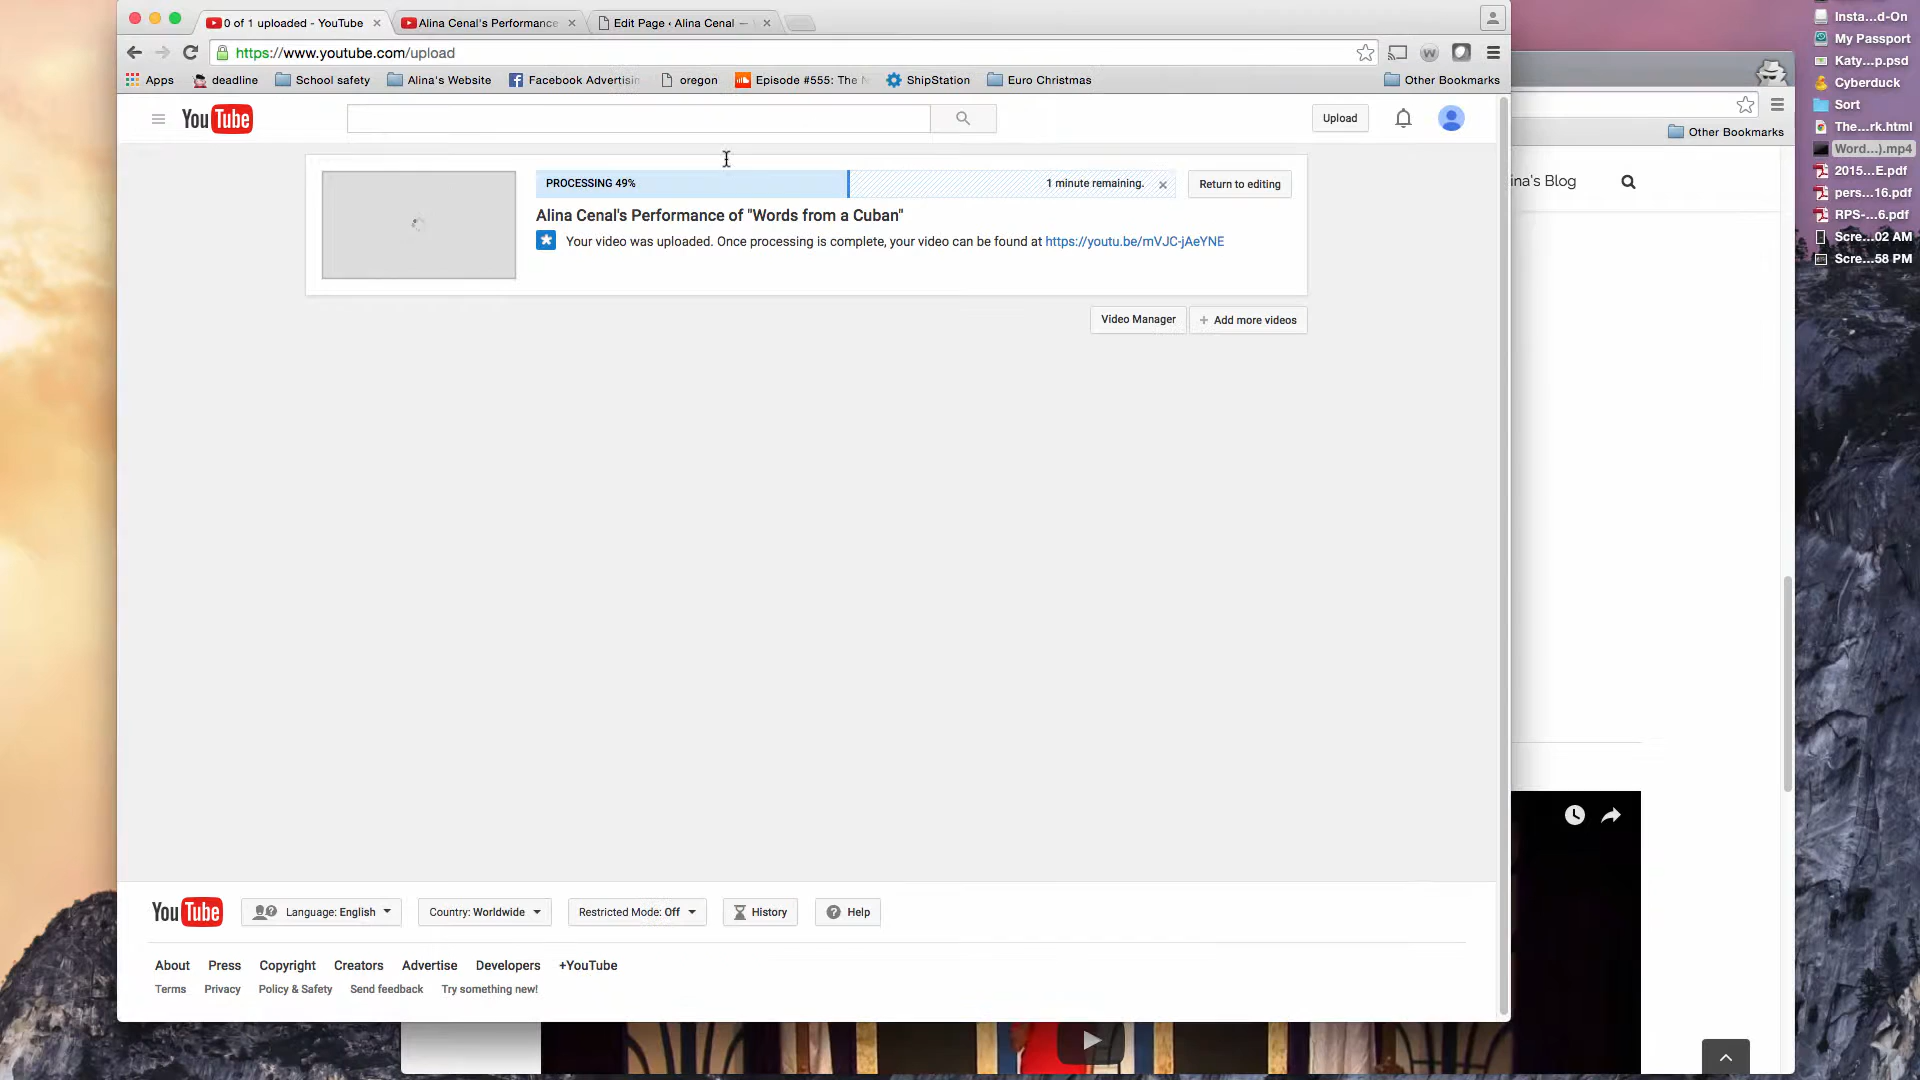 0 of 1 uploaded - YouTube
Alina Cenal's Performance
Edit Page ‹ Alina Cenal —
https://www.youtube.com/upload
Apps
deadline
School safety
Alina's Website
Facebook Advertisin
oregon
Episode #555: The N
ShipStation
Euro Christmas
Other Bookmarks
YouTube
Upload
PROCESSING 49%
1 minute remaining.
Return to editing
Alina Cenal's Performance of "Words from a Cuban"
Your video was uploaded. Once processing is complete, your video can be found at https://youtu.be/mVJC-jAeYNE
Video Manager
+ Add more videos
YouTube
Language: English
Country: Worldwide
Restricted Mode: Off
History
Help
About
Press
Copyright
Creators
Advertise
Developers
+YouTube
Terms
Privacy
Policy & Safety
Send feedback
Try something new!
Other Bookmarks
ina's Blog
Insta...d-On
My Passport
Katy...p.psd
Cyberduck
Sort
The...rk.html
Word...).mp4
2015...E.pdf
pers...16.pdf
RPS-...6.pdf
Scre...02 AM
Scre...58 PM